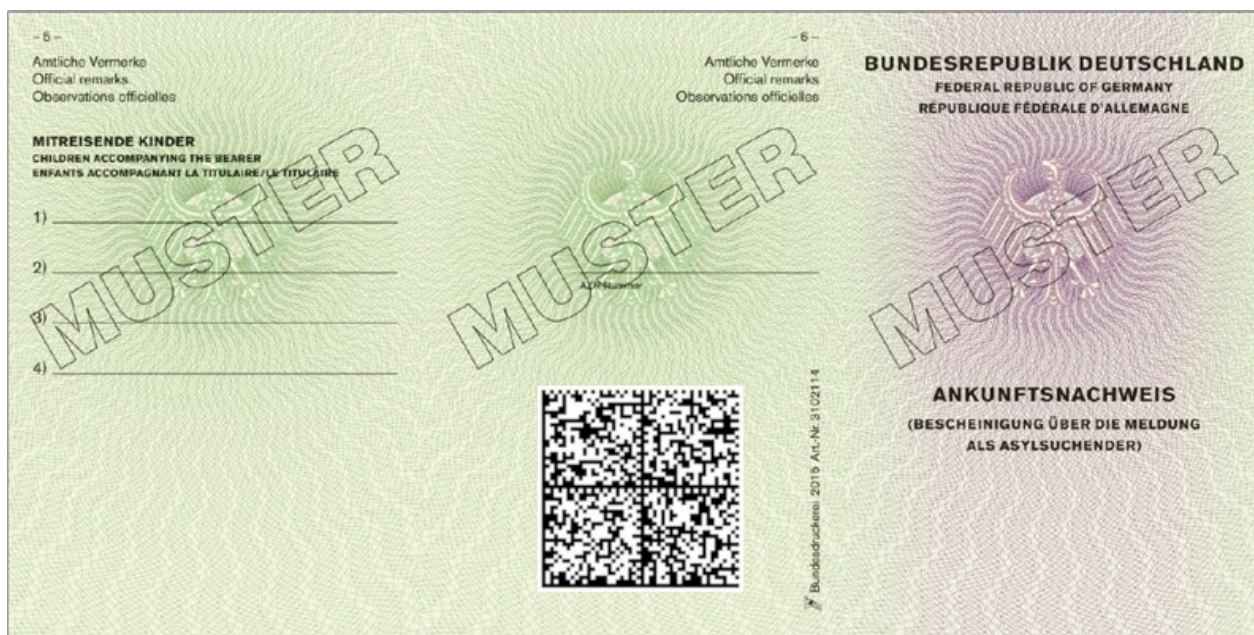 – 5 –
Amtliche Vermerke
Official remarks
Observations officielles
MITREISENDE KINDER
CHILDREN ACCOMPANYING THE BEARER
ENFANTS ACCOMPAGNANT LA TITULAIRE/LE TITULAIRE
1)
2)
3)
4)
MUSTER
– 6 –
Amtliche Vermerke
Official remarks
Observations officielles
AZR-Nummer
MUSTER
Bundesdruckerei 2015 Art.-Nr. 3102114
BUNDESREPUBLIK DEUTSCHLAND
FEDERAL REPUBLIC OF GERMANY
RÉPUBLIQUE FÉDÉRALE D'ALLEMAGNE
MUSTER
ANKUNFTSNACHWEIS
(BESCHEINIGUNG ÜBER DIE MELDUNG
ALS ASYLSUCHENDER)